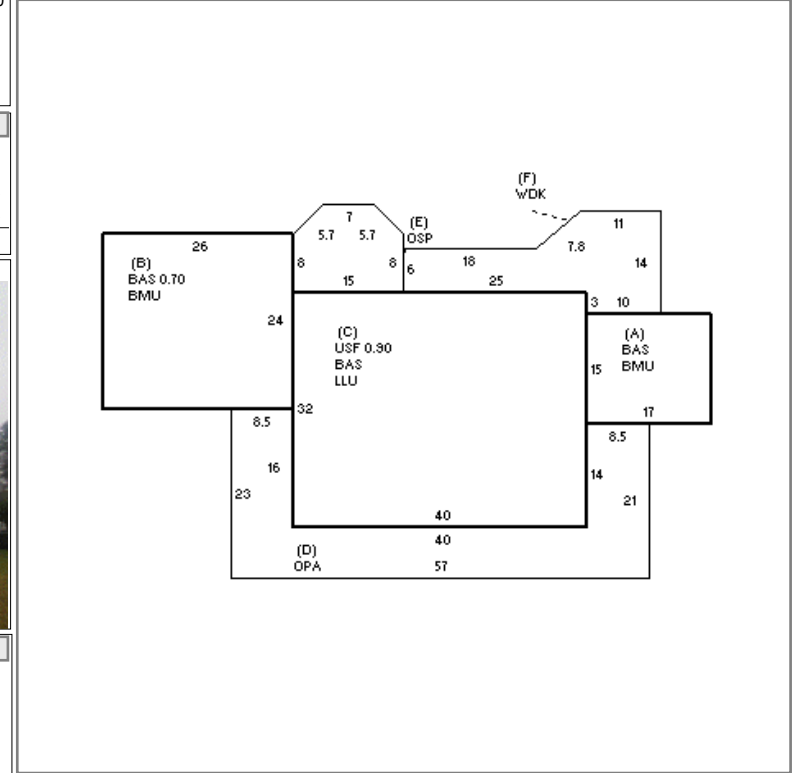 (F)
WDK
7
11
(E)
OSP
5.7 5.7
26
7.8
(B)
BAS 0.70
BMU
8
8
6
18
14
15
25
3 10
24
(C)
USF 0.90
BAS
LLU
(A)
BAS
BMU
15
32
17
8.5
8.5
16
14
23
21
40
40
(D)
OPA
57